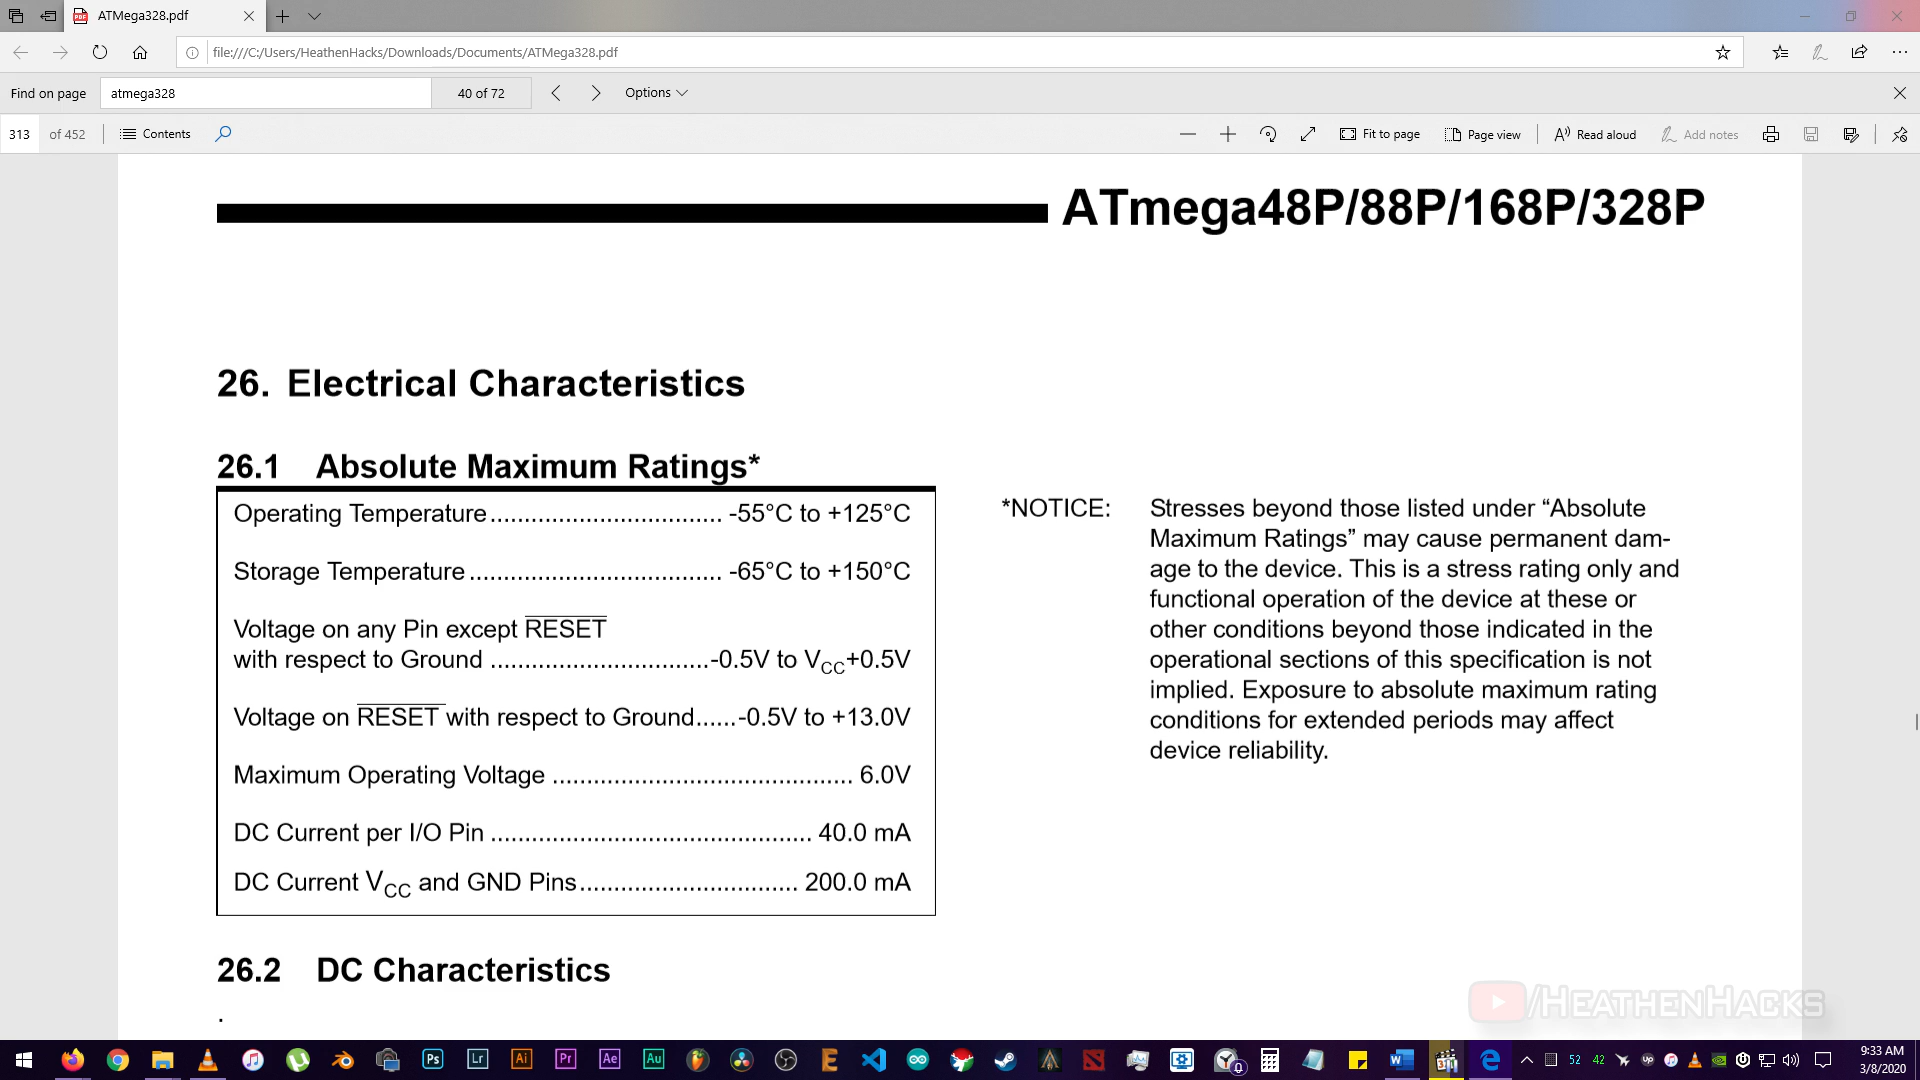 ATMega328.pdf
file:///C:/Users/HeathenHacks/Downloads/Documents/ATMega328.pdf
Find on page atmega328 40 of 72 Options
313 of 452 Contents Fit to page Page view Read aloud Add notes
ATmega48P/88P/168P/328P
26. Electrical Characteristics
26.1 Absolute Maximum Ratings*
Operating Temperature.................................. -55°C to +125°C
Storage Temperature..................................... -65°C to +150°C
Voltage on any Pin except RESET
with respect to Ground ................................-0.5V to VCC+0.5V
Voltage on RESET with respect to Ground......-0.5V to +13.0V
Maximum Operating Voltage ............................................ 6.0V
DC Current per I/O Pin ............................................... 40.0 mA
DC Current VCC and GND Pins................................ 200.0 mA
*NOTICE: Stresses beyond those listed under “Absolute
Maximum Ratings” may cause permanent dam-
age to the device. This is a stress rating only and
functional operation of the device at these or
other conditions beyond those indicated in the
operational sections of this specification is not
implied. Exposure to absolute maximum rating
conditions for extended periods may affect
device reliability.
26.2 DC Characteristics
.
/HEATHENHACKS
Ps Lr Ai Pr Ae Au
52 42
9:33 AM
3/8/2020